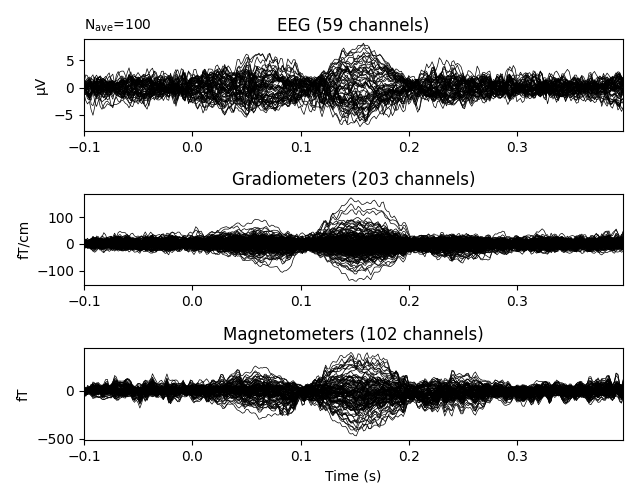 N_ave=100
EEG (59 channels)
5
0
−5
µV
−0.1 0.0 0.1 0.2 0.3
Gradiometers (203 channels)
100
0
−100
fT/cm
−0.1 0.0 0.1 0.2 0.3
Magnetometers (102 channels)
0
−500
fT
−0.1 0.0 0.1 0.2 0.3
Time (s)